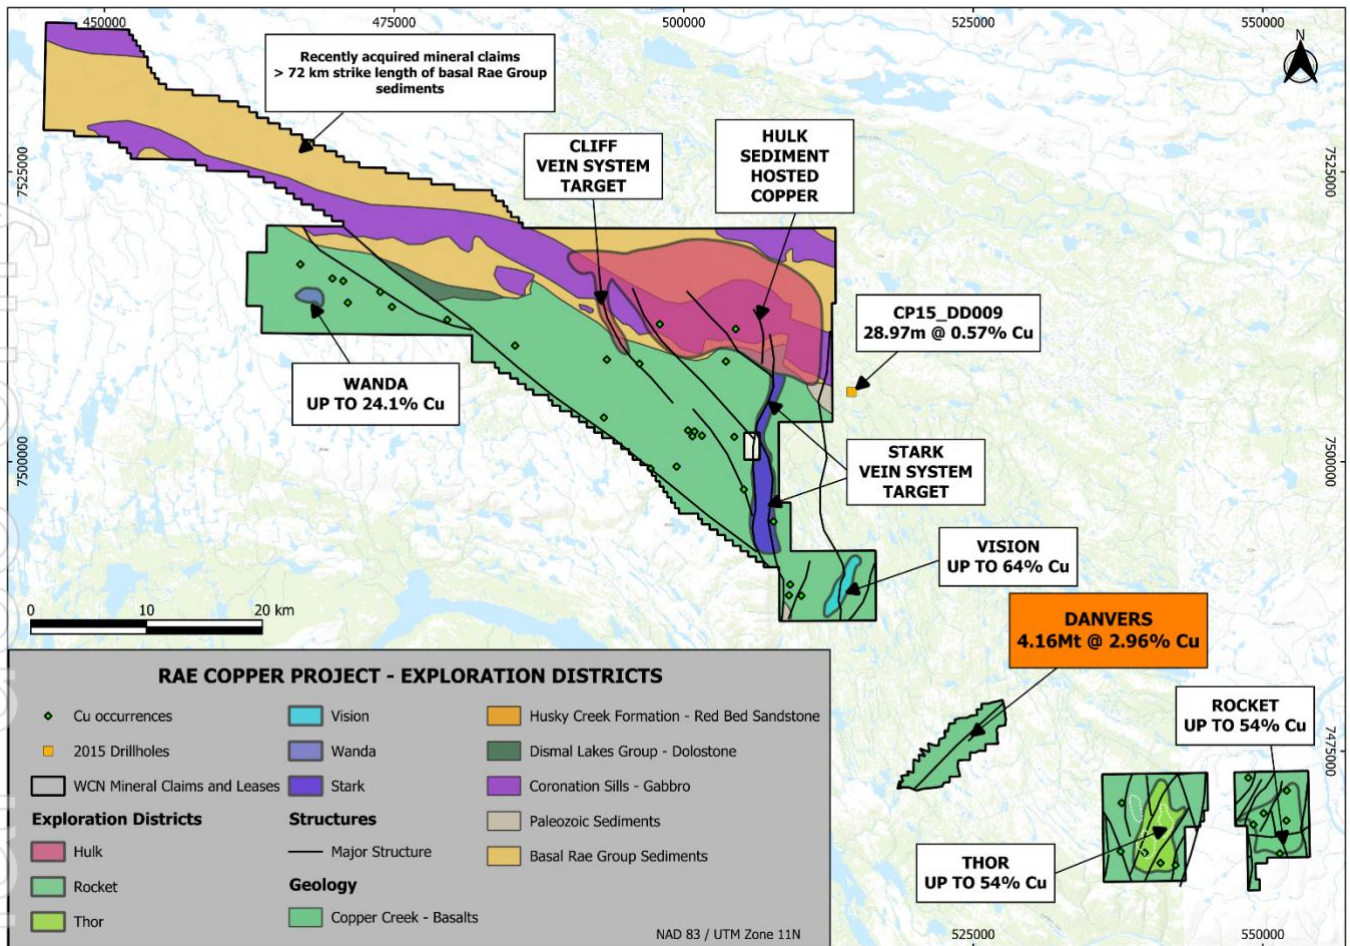 450000
475000
500000
525000
550000
N
Recently acquired mineral claims
> 72 km strike length of basal Rae Group
sediments
CLIFF
VEIN SYSTEM
TARGET
HULK
SEDIMENT
HOSTED
COPPER
7525000
7525000
CP15_DD009
28.97m @ 0.57% Cu
WANDA
UP TO 24.1% Cu
7500000
7500000
STARK
VEIN SYSTEM
TARGET
VISION
UP TO 64% Cu
0 10 20 km
DANVERS
4.16Mt @ 2.96% Cu
ROCKET
UP TO 54% Cu
7475000
THOR
UP TO 54% Cu
RAE COPPER PROJECT - EXPLORATION DISTRICTS
Cu occurrences
2015 Drillholes
WCN Mineral Claims and Leases
Exploration Districts
Hulk
Rocket
Thor
Vision
Wanda
Stark
Structures
Major Structure
Geology
Copper Creek - Basalts
Husky Creek Formation - Red Bed Sandstone
Dismal Lakes Group - Dolostone
Coronation Sills - Gabbro
Paleozoic Sediments
Basal Rae Group Sediments
NAD 83 / UTM Zone 11N
525000
550000